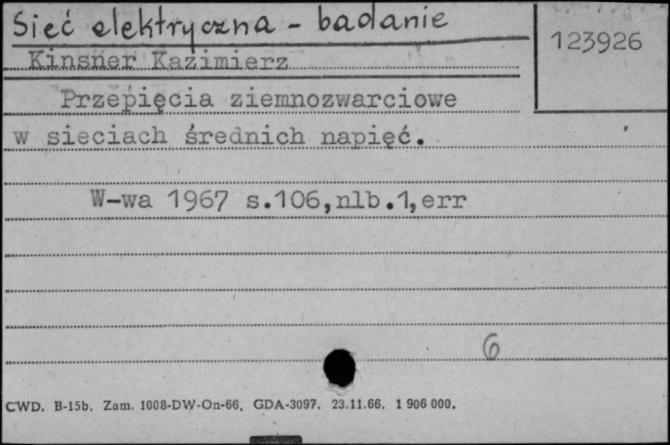 Sieć elektryczna - badanie
123926
Kinsner Kazimierz
Przepięcia ziemnozwarciowe
w sieciach średnich napięć.
W-wa 1967 s.106,nlb.1,err
6
CWD. B-15b. Zam. 1008-DW-On-66. GDA-3097. 23.11.66. 1 906 000.